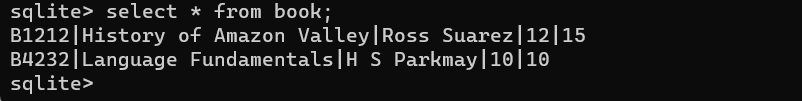 sqlite> select * from book;
B1212|History of Amazon Valley|Ross Suarez|12|15
B4232|Language Fundamentals|H S Parkmay|10|10
sqlite>